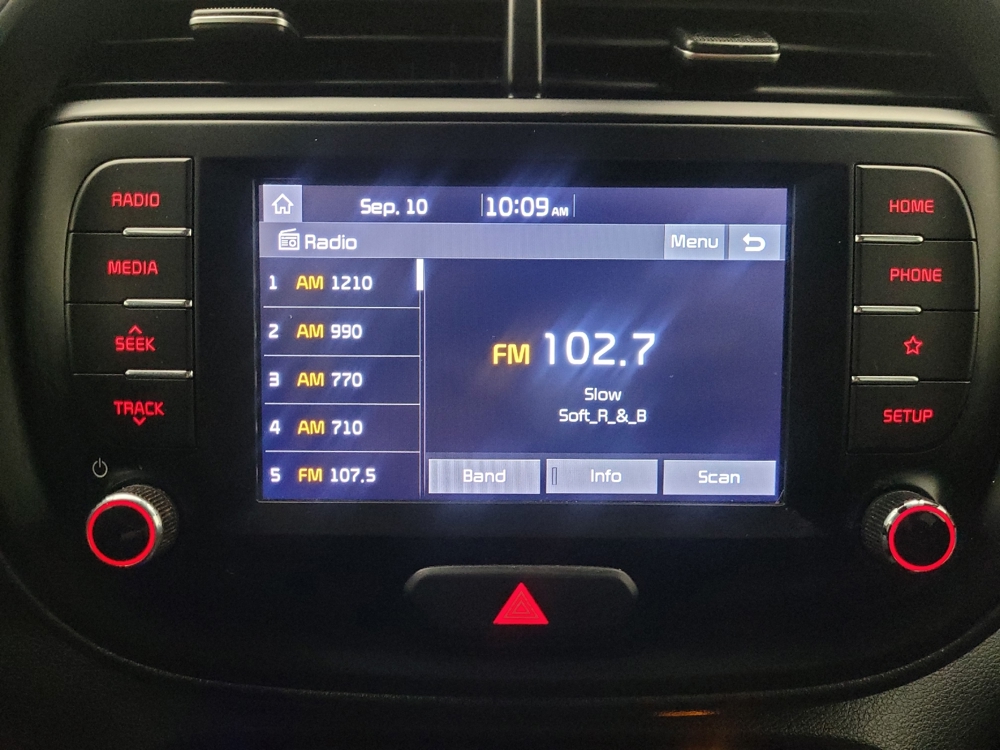 Sep. 10 10:09 AM
Radio Menu
1 AM 1210
2 AM 990
3 AM 770
4 AM 710
5 FM 107.5
FM 102.7
Slow
Soft_R_&_B
Band Info Scan
RADIO
MEDIA
SEEK
TRACK
HOME
PHONE
SETUP